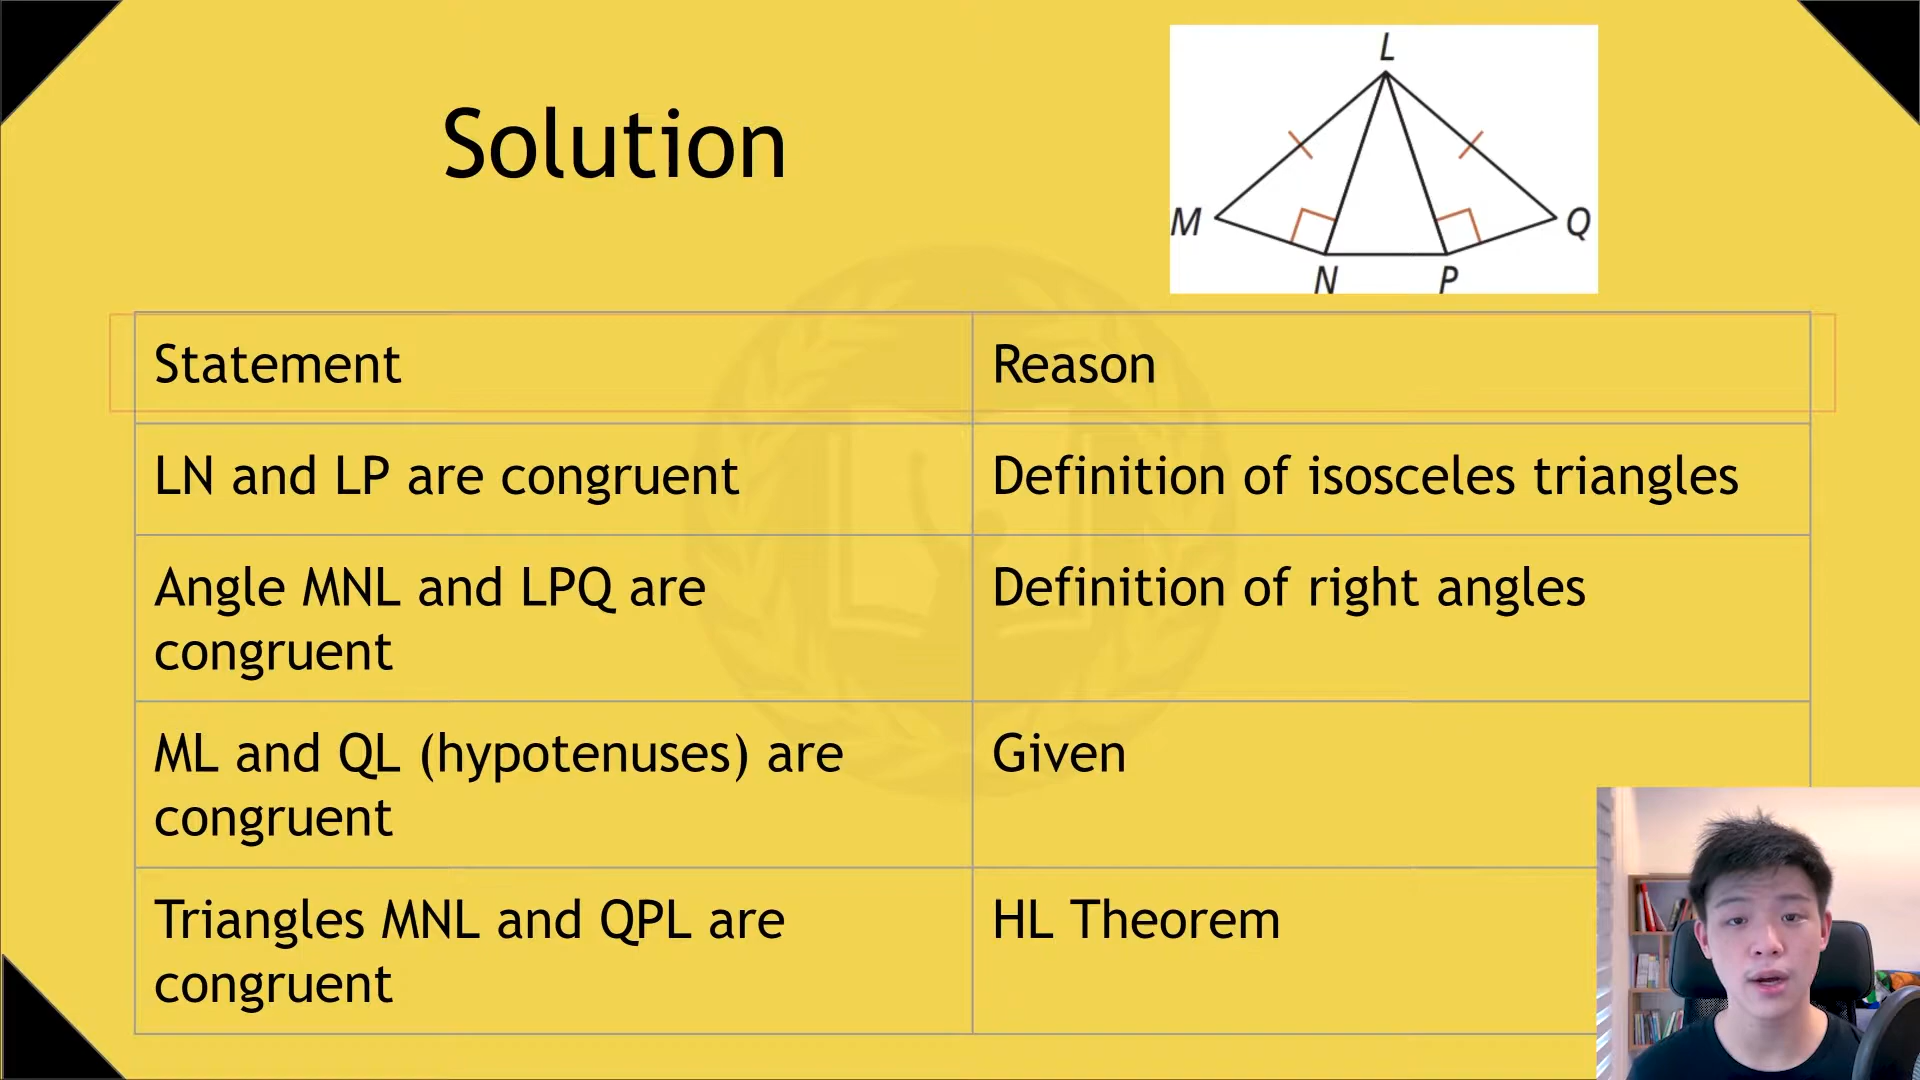 Solution
L
M
Q
N
P
Statement
Reason
LN and LP are congruent
Definition of isosceles triangles
Angle MNL and LPQ are
congruent
Definition of right angles
ML and QL (hypotenuses) are
congruent
Given
Triangles MNL and QPL are
congruent
HL Theorem